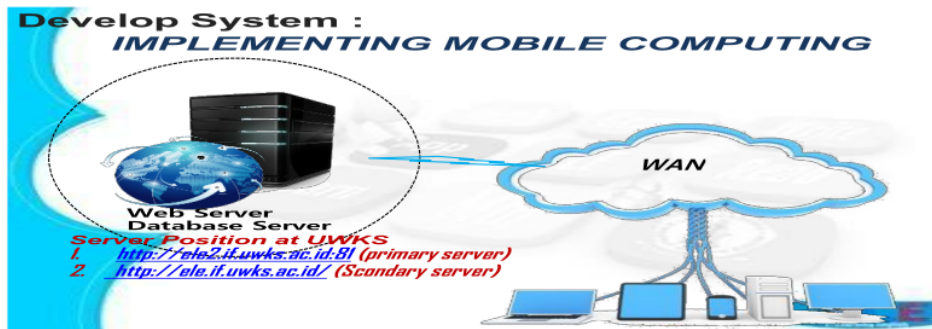 Develop System :
IMPLEMENTING MOBILE COMPUTING
WAN
Web Server
Database Server
Server Position at UWKS
1. http://ele2.if.uwks.ac.id:81 (primary server)
2. http://ele.if.uwks.ac.id/ (Scondary server)